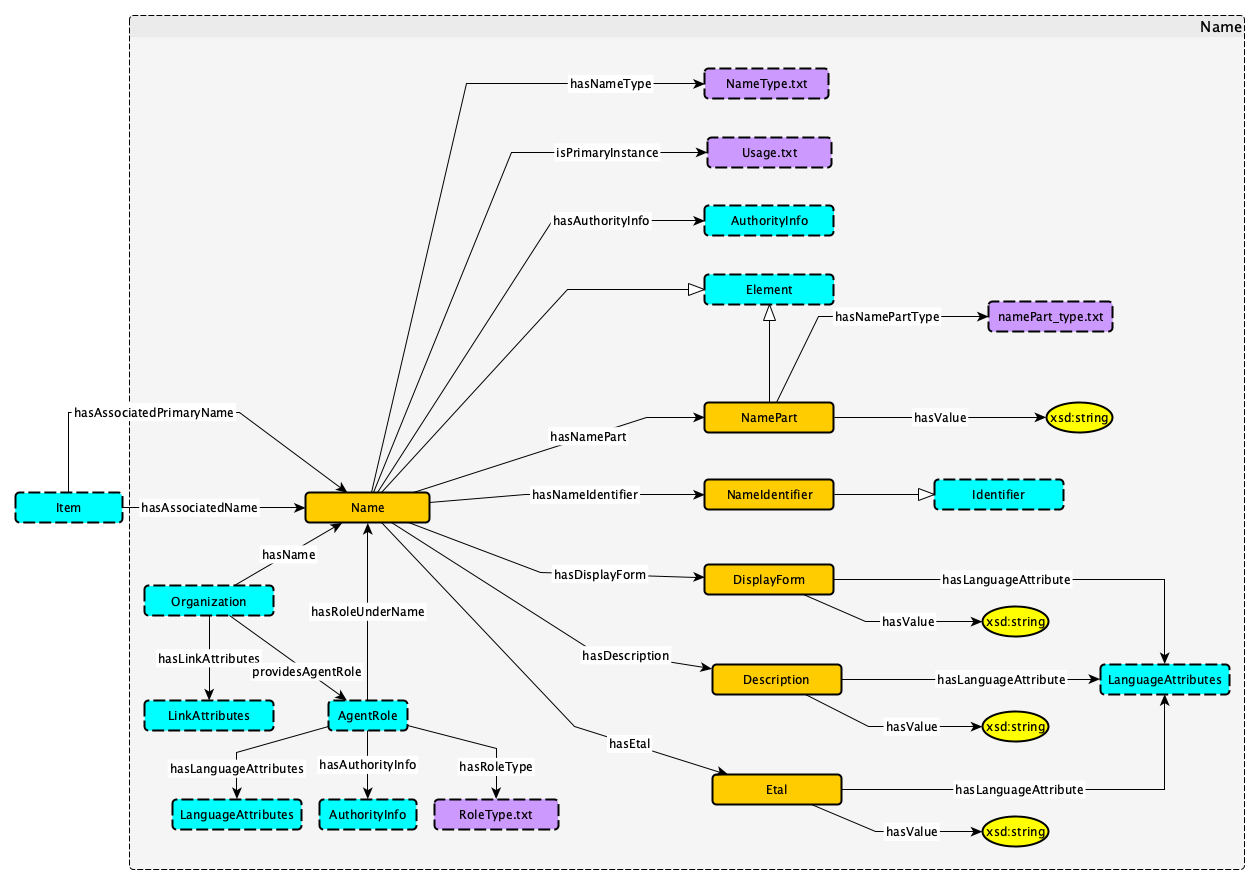 Name
hasNameType
NameType.txt
isPrimaryInstance
Usage.txt
hasAuthorityInfo
AuthorityInfo
Element
hasNamePartType
namePart_type.txt
hasAssociatedPrimaryName
NamePart
hasValue
xsd:string
hasNamePart
Item
hasAssociatedName
Name
hasNameIdentifier
NameIdentifier
Identifier
hasName
hasDisplayForm
DisplayForm
hasLanguageAttribute
Organization
hasRoleUnderName
hasValue
xsd:string
hasLinkAttributes
providesAgentRole
hasDescription
Description
hasLanguageAttribute
LanguageAttributes
LinkAttributes
AgentRole
hasValue
xsd:string
hasEtal
hasLanguageAttributes
hasAuthorityInfo
hasRoleType
Etal
hasLanguageAttribute
LanguageAttributes
AuthorityInfo
RoleType.txt
hasValue
xsd:string